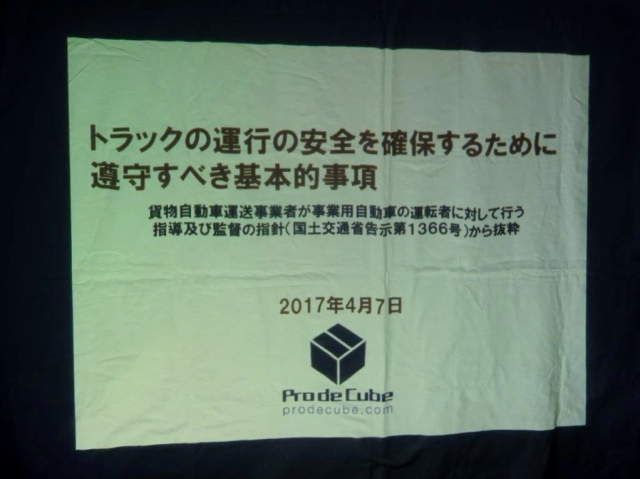 トラックの運行の安全を確保するために
遵守すべき基本的事項
貨物自動車運送事業者が事業用自動車の運転者に対して行う
指導及び監督の指針(国土交通省告示第1366号)から抜粋
2017年4月7日
Pro de Cube
prodecube.com